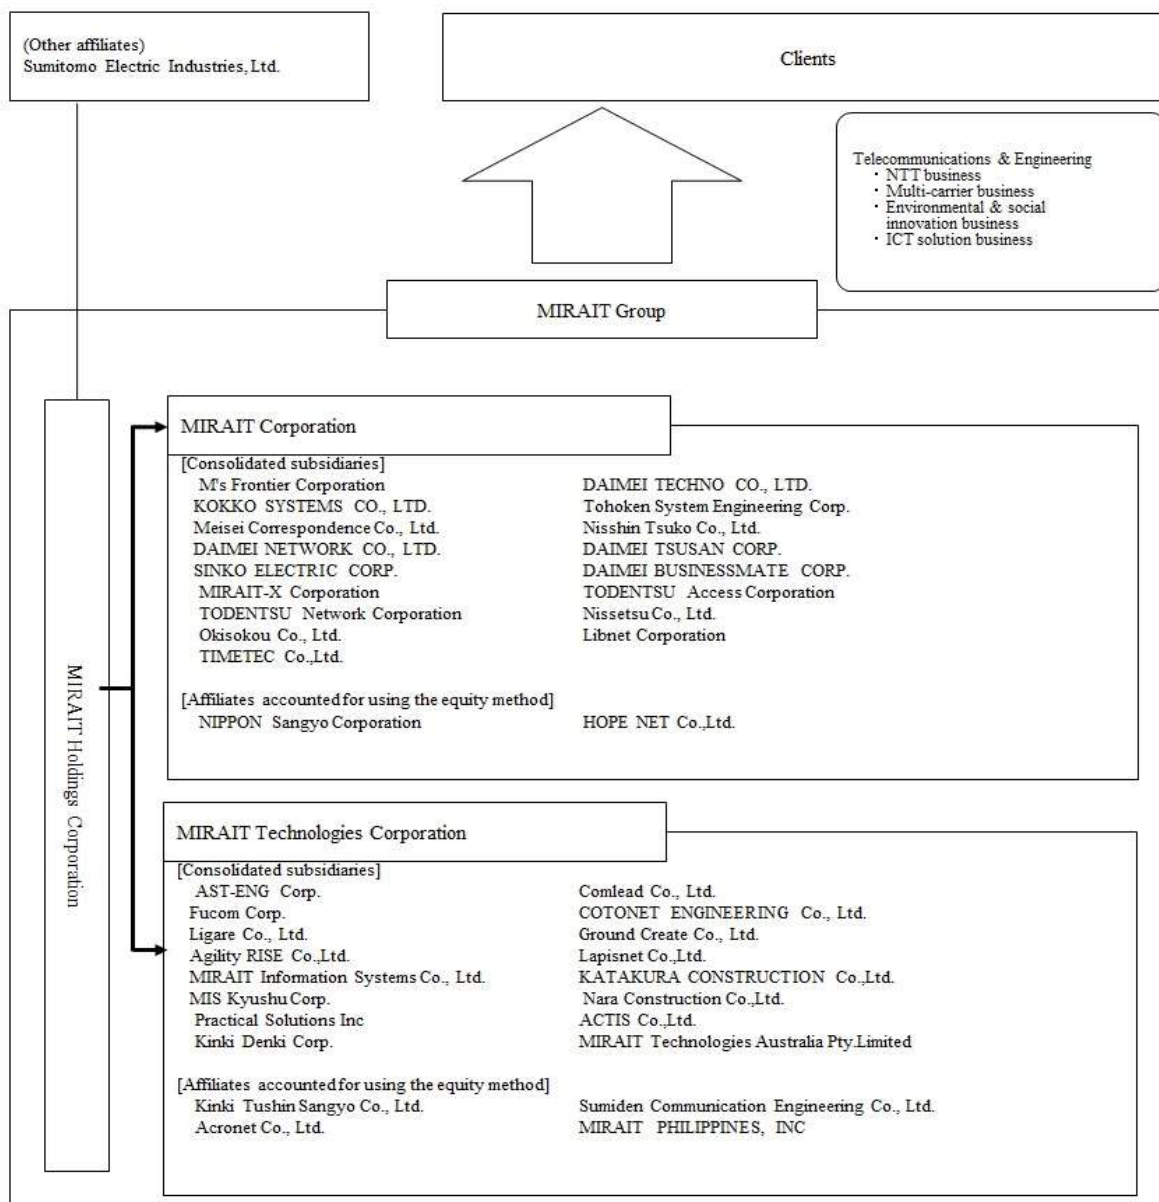 (Other affiliates)
Sumitomo Electric Industries, Ltd.
Clients
Telecommunications & Engineering
・NTT business
・Multi-carrier business
・Environmental & social
innovation business
・ICT solution business
MIRAIT Group
MIRAIT Holdings Corporation
MIRAIT Corporation
[Consolidated subsidiaries]
M's Frontier Corporation DAIMEI TECHNO CO., LTD.
KOKKO SYSTEMS CO., LTD. Tohoken System Engineering Corp.
Meisei Correspondence Co., Ltd. Nisshin Tsuko Co., Ltd.
DAIMEI NETWORK CO., LTD. DAIMEI TSUSAN CORP.
SINKO ELECTRIC CORP. DAIMEI BUSINESSMATE CORP.
MIRAIT-X Corporation TODENTSU Access Corporation
TODENTSU Network Corporation Nissetsu Co., Ltd.
Okisokou Co., Ltd. Libnet Corporation
TIMETEC Co.,Ltd.
[Affiliates accounted for using the equity method]
NIPPON Sangyo Corporation HOPE NET Co.,Ltd.
MIRAIT Technologies Corporation
[Consolidated subsidiaries]
AST-ENG Corp. Comlead Co., Ltd.
Fucom Corp. COTONET ENGINEERING Co., Ltd.
Ligare Co., Ltd. Ground Create Co., Ltd.
Agility RISE Co.,Ltd. Lapisnet Co.,Ltd.
MIRAIT Information Systems Co., Ltd. KATAKURA CONSTRUCTION Co.,Ltd.
MIS Kyushu Corp. Nara Construction Co.,Ltd.
Practical Solutions Inc ACTIS Co.,Ltd.
Kinki Denki Corp. MIRAIT Technologies Australia Pty.Limited
[Affiliates accounted for using the equity method]
Kinki Tushin Sangyo Co., Ltd. Sumiden Communication Engineering Co., Ltd.
Acronet Co., Ltd. MIRAIT PHILIPPINES, INC